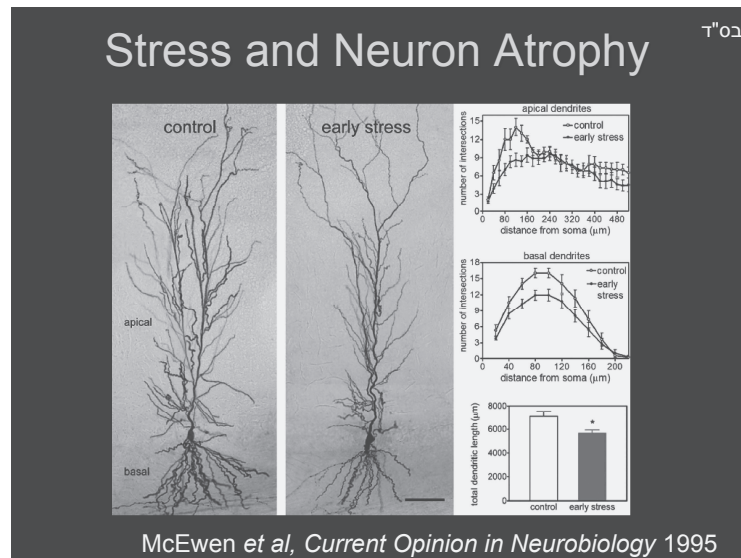 בס"ד
Stress and Neuron Atrophy
control
early stress
apical
basal
apical dendrites
control
early stress
number of intersections
15
12
9
6
3
0
80 160 240 320 400 480
distance from soma (μm)
basal dendrites
control
early
stress
number of intersections
18
15
12
9
6
3
0
0 40 80 120 160 200
distance from soma (μm)
total dendritic length (μm)
8000
6000
4000
2000
0
*
control early stress
McEwen et al, Current Opinion in Neurobiology 1995